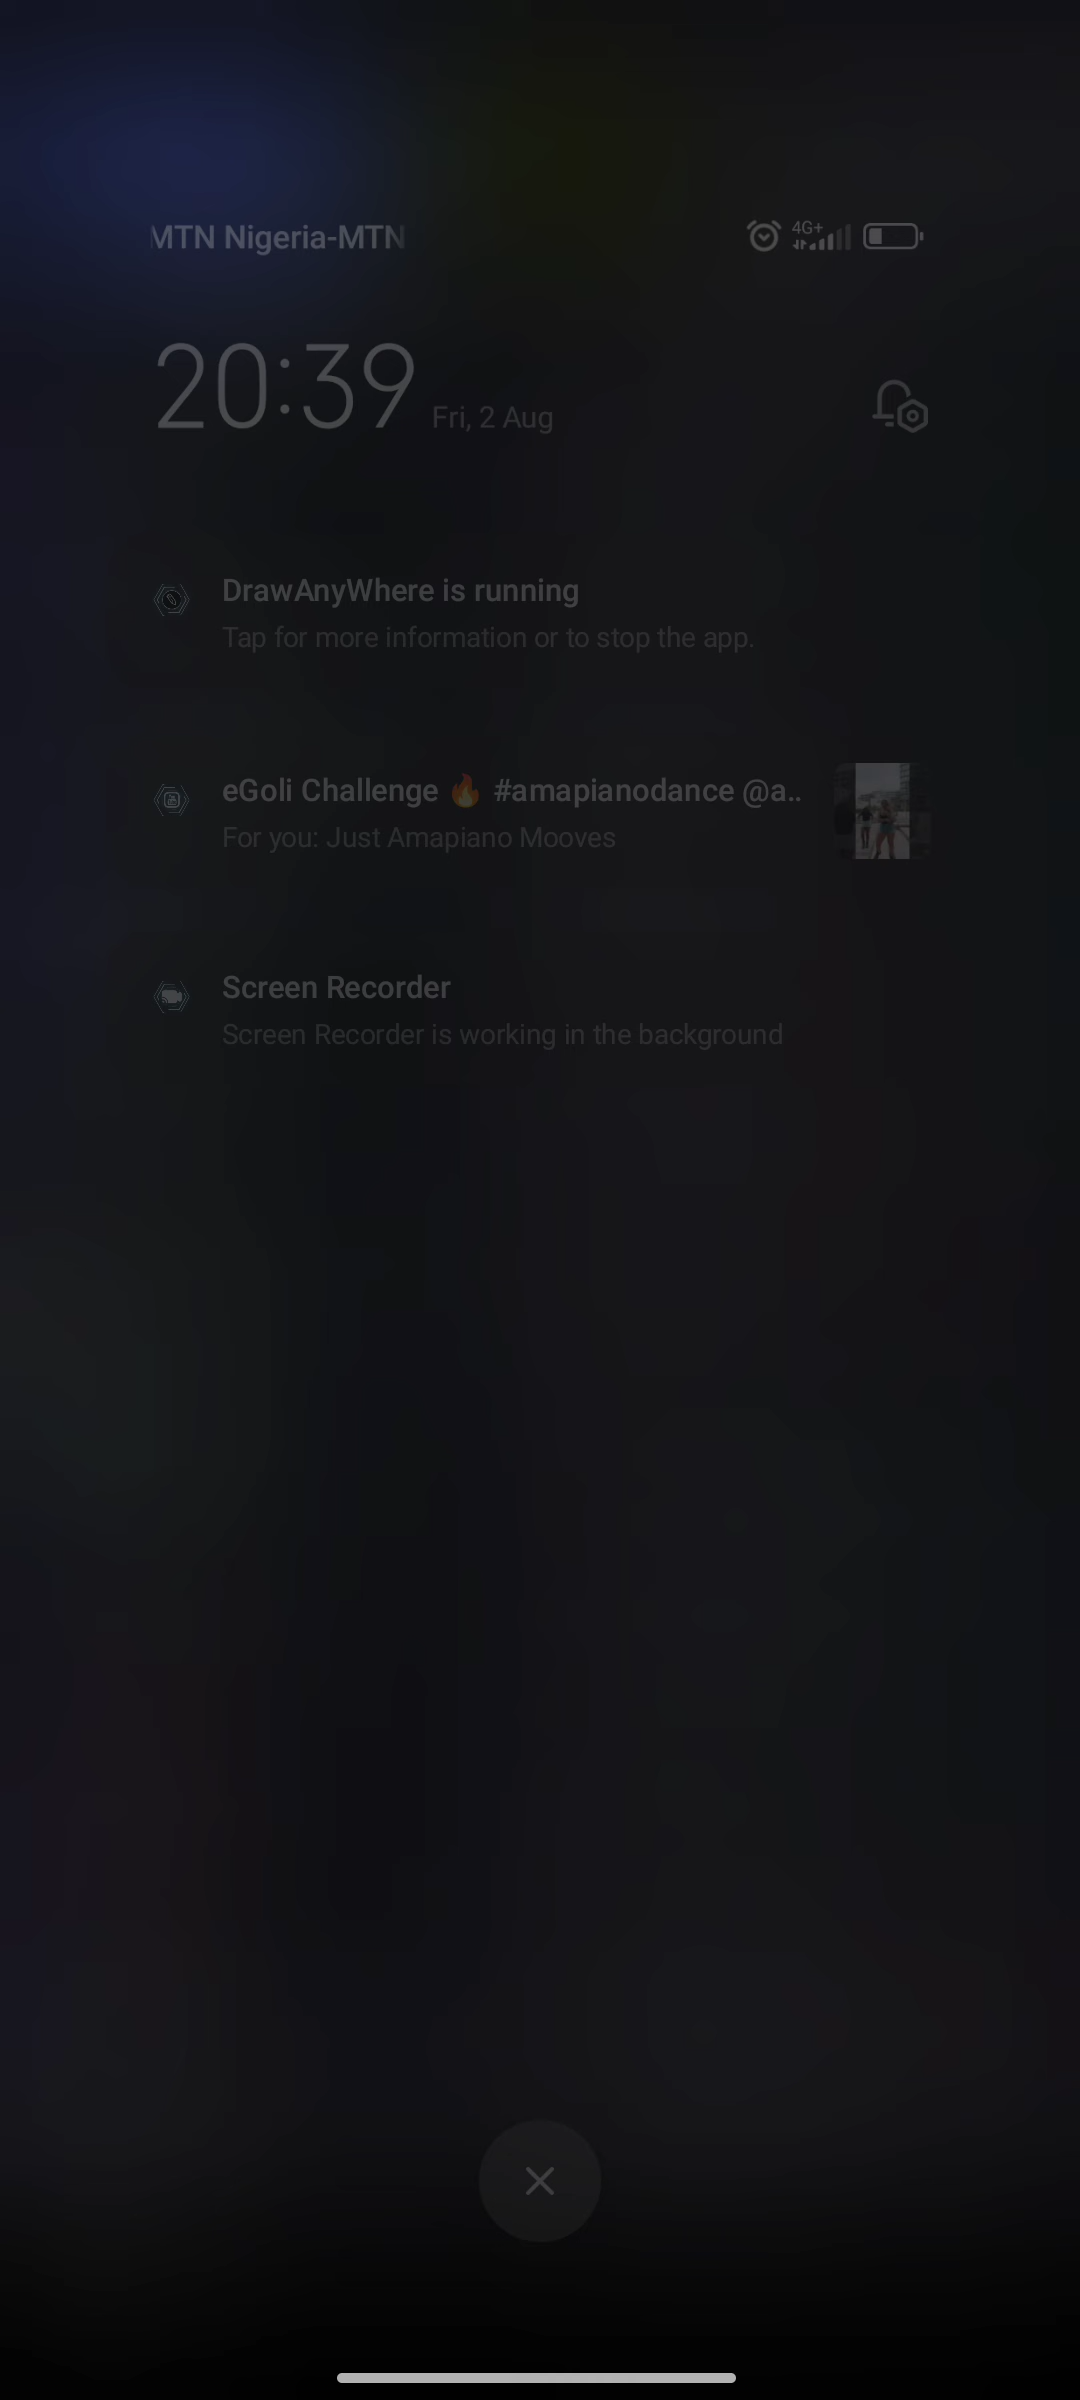 MTN Nigeria-MTN
4G+
20:39 Fri, 2 Aug
DrawAnyWhere is running
Tap for more information or to stop the app.
eGoli Challenge 🔥 #amapianodance @a..
For you: Just Amapiano Mooves
Screen Recorder
Screen Recorder is working in the background